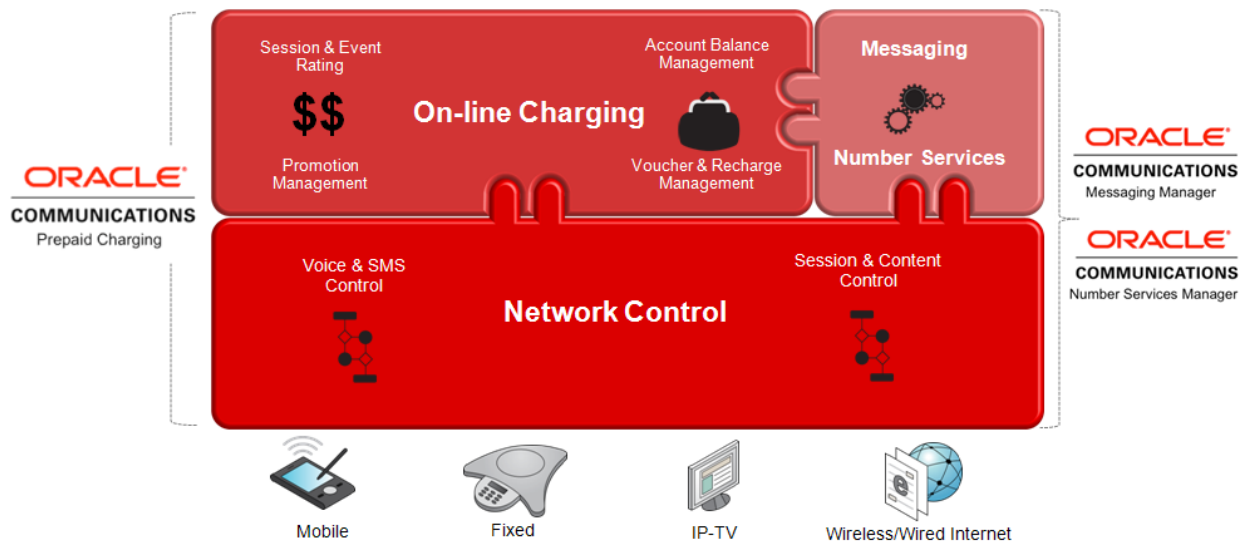 ORACLE®
COMMUNICATIONS
Prepaid Charging
Session & Event
Rating
$$
Promotion
Management
On-line Charging
Account Balance
Management
Voucher & Recharge
Management
Messaging
Number Services
ORACLE®
COMMUNICATIONS
Messaging Manager
ORACLE®
COMMUNICATIONS
Number Services Manager
Voice & SMS
Control
Network Control
Session & Content
Control
e
Mobile
Fixed
IP-TV
Wireless/Wired Internet